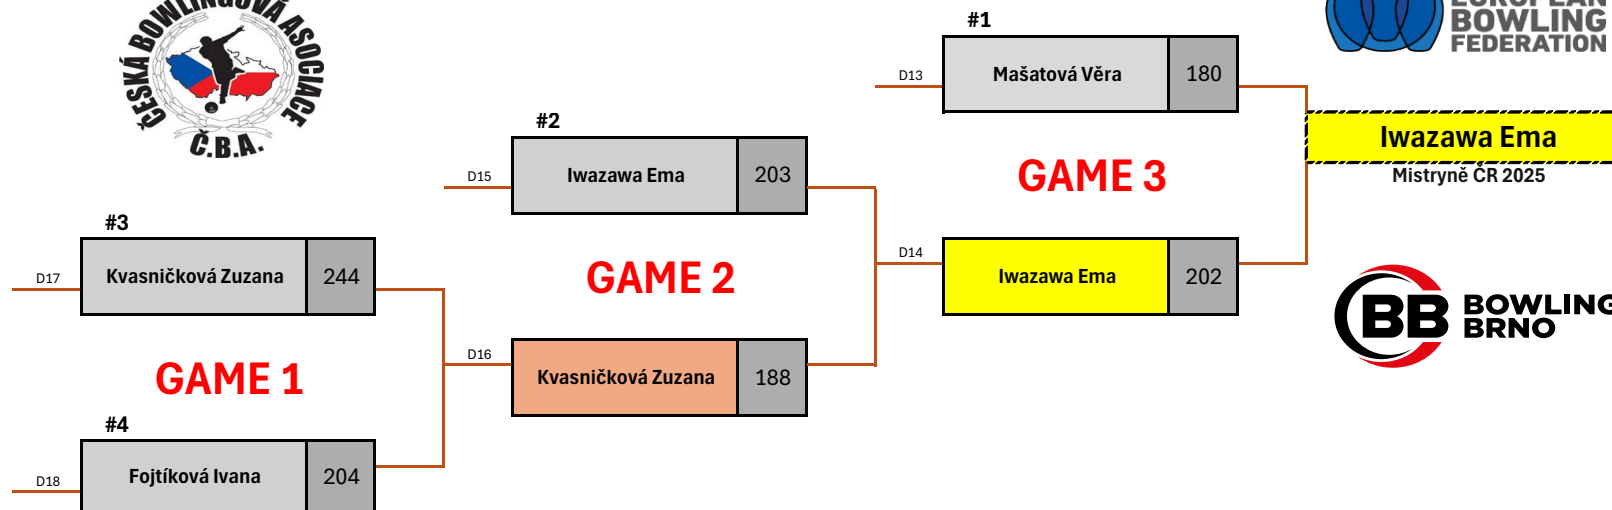 ČESKÁ BOWLINGOVÁ ASOCIACE
Č.B.A.
#1
D13
Mašatová Věra 180
EUROPEAN
BOWLING
FEDERATION
#2
D15
Iwazawa Ema 203
GAME 3
Iwazawa Ema
Mistryně ČR 2025
#3
D17
Kvasničková Zuzana 244
GAME 2
D14
Iwazawa Ema 202
BB BOWLING
BRNO
GAME 1
D16
Kvasničková Zuzana 188
#4
D18
Fojtíková Ivana 204